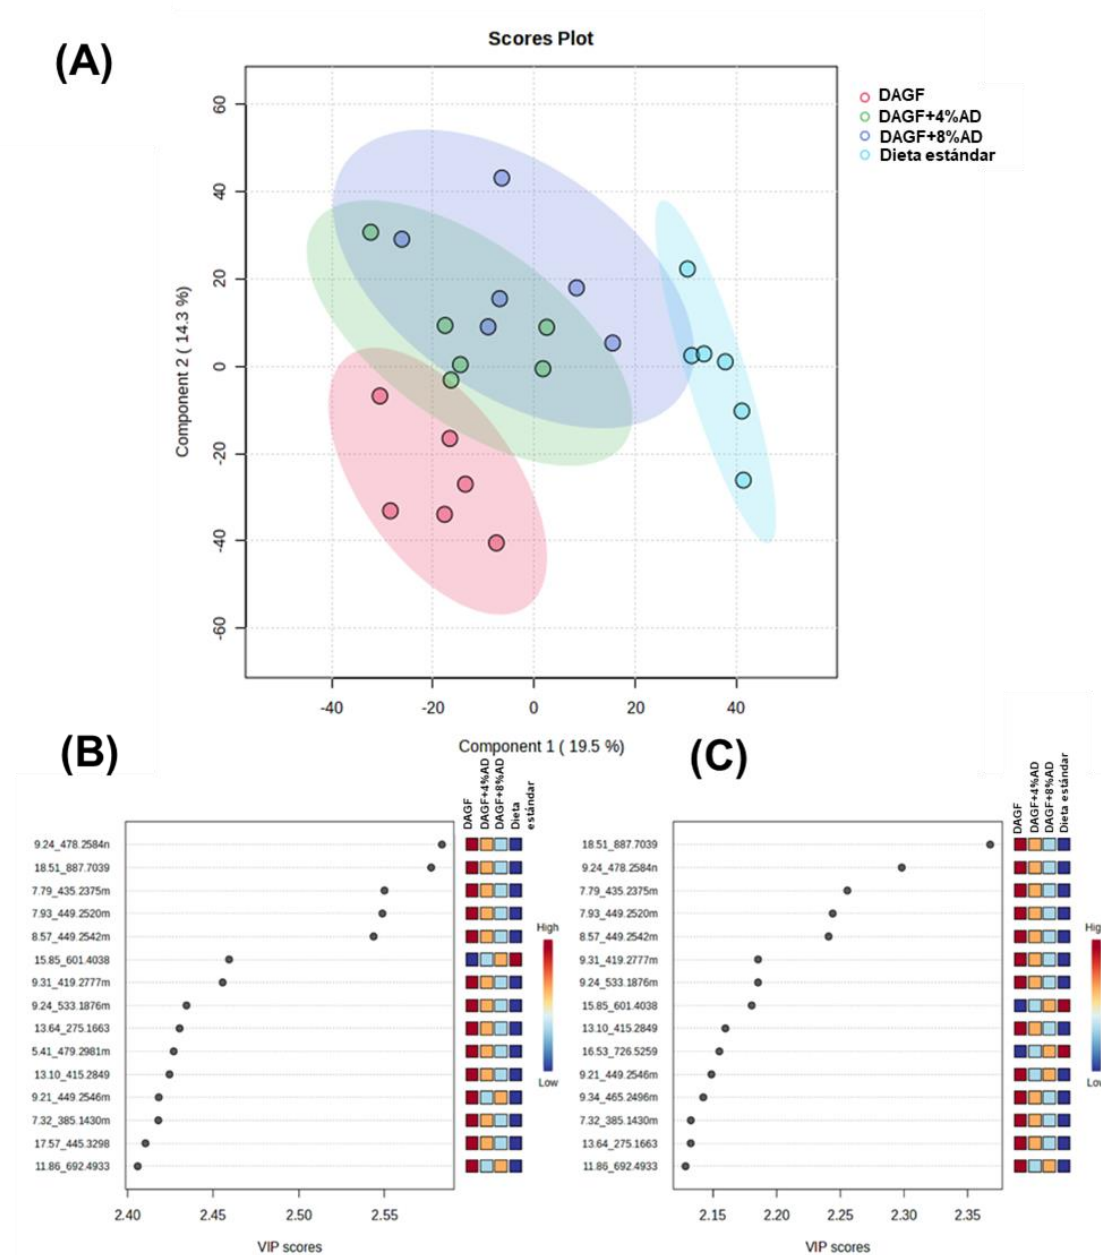 (A)
Scores Plot
DAGF
DAGF+4%AD
DAGF+8%AD
Dieta estándar
Component 2 ( 14.3 %)
60
40
20
0
-20
-40
-60
-40
-20
0
20
40
Component 1 ( 19.5 %)
(B)
DAGF
DAGF+4%AD
DAGF+8%AD
Dieta
estándar
9.24_478.2584n
18.51_887.7039
7.79_435.2375m
7.93_449.2520m
8.57_449.2542m
15.85_601.4038
9.31_419.2777m
9.24_533.1876m
13.64_275.1663
5.41_479.2981m
13.10_415.2849
9.21_449.2546m
7.32_385.1430m
17.57_445.3298
11.86_692.4933
High
Low
2.40
2.45
2.50
2.55
VIP scores
(C)
DAGF
DAGF+4%AD
DAGF+8%AD
Dieta estándar
18.51_887.7039
9.24_478.2584n
7.79_435.2375m
7.93_449.2520m
8.57_449.2542m
9.31_419.2777m
9.24_533.1876m
15.85_601.4038
13.10_415.2849
16.53_726.5259
9.21_449.2546m
9.34_465.2496m
7.32_385.1430m
13.64_275.1663
11.86_692.4933
Hig
Lo
2.15
2.20
2.25
2.30
2.35
VIP scores